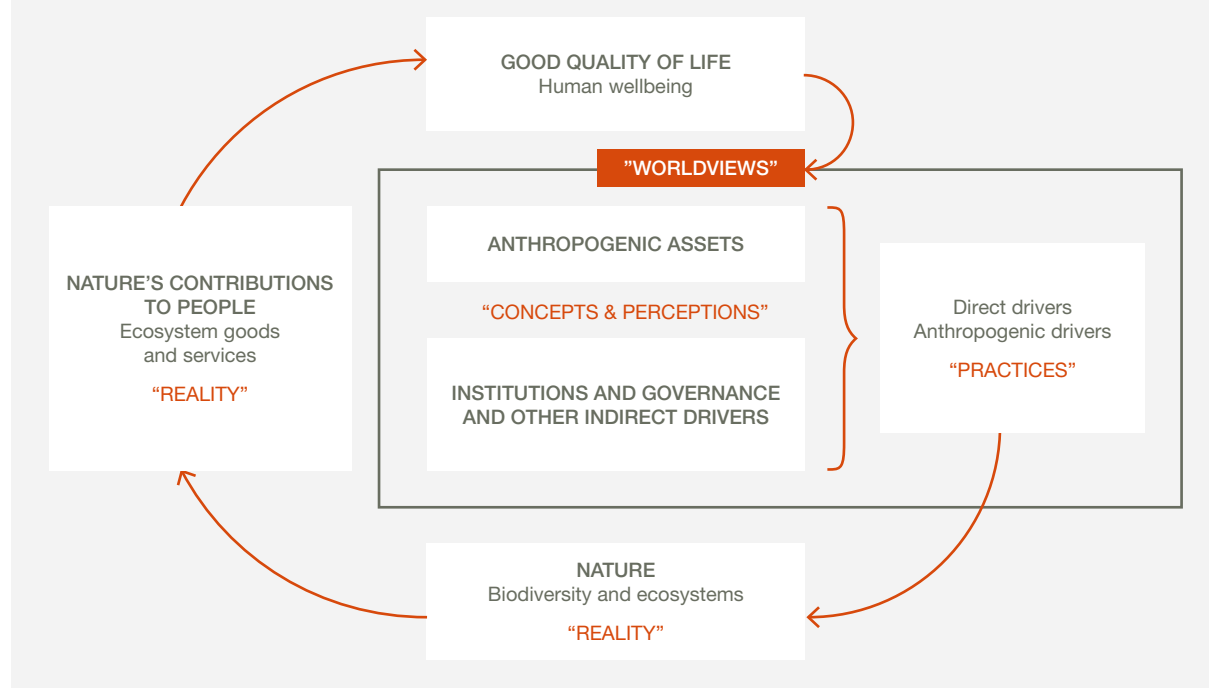 GOOD QUALITY OF LIFE
Human wellbeing
”WORLDVIEWS”
ANTHROPOGENIC ASSETS
“CONCEPTS & PERCEPTIONS”
INSTITUTIONS AND GOVERNANCE
AND OTHER INDIRECT DRIVERS
Direct drivers
Anthropogenic drivers
“PRACTICES”
NATURE’S CONTRIBUTIONS
TO PEOPLE
Ecosystem goods
and services
“REALITY”
NATURE
Biodiversity and ecosystems
“REALITY”